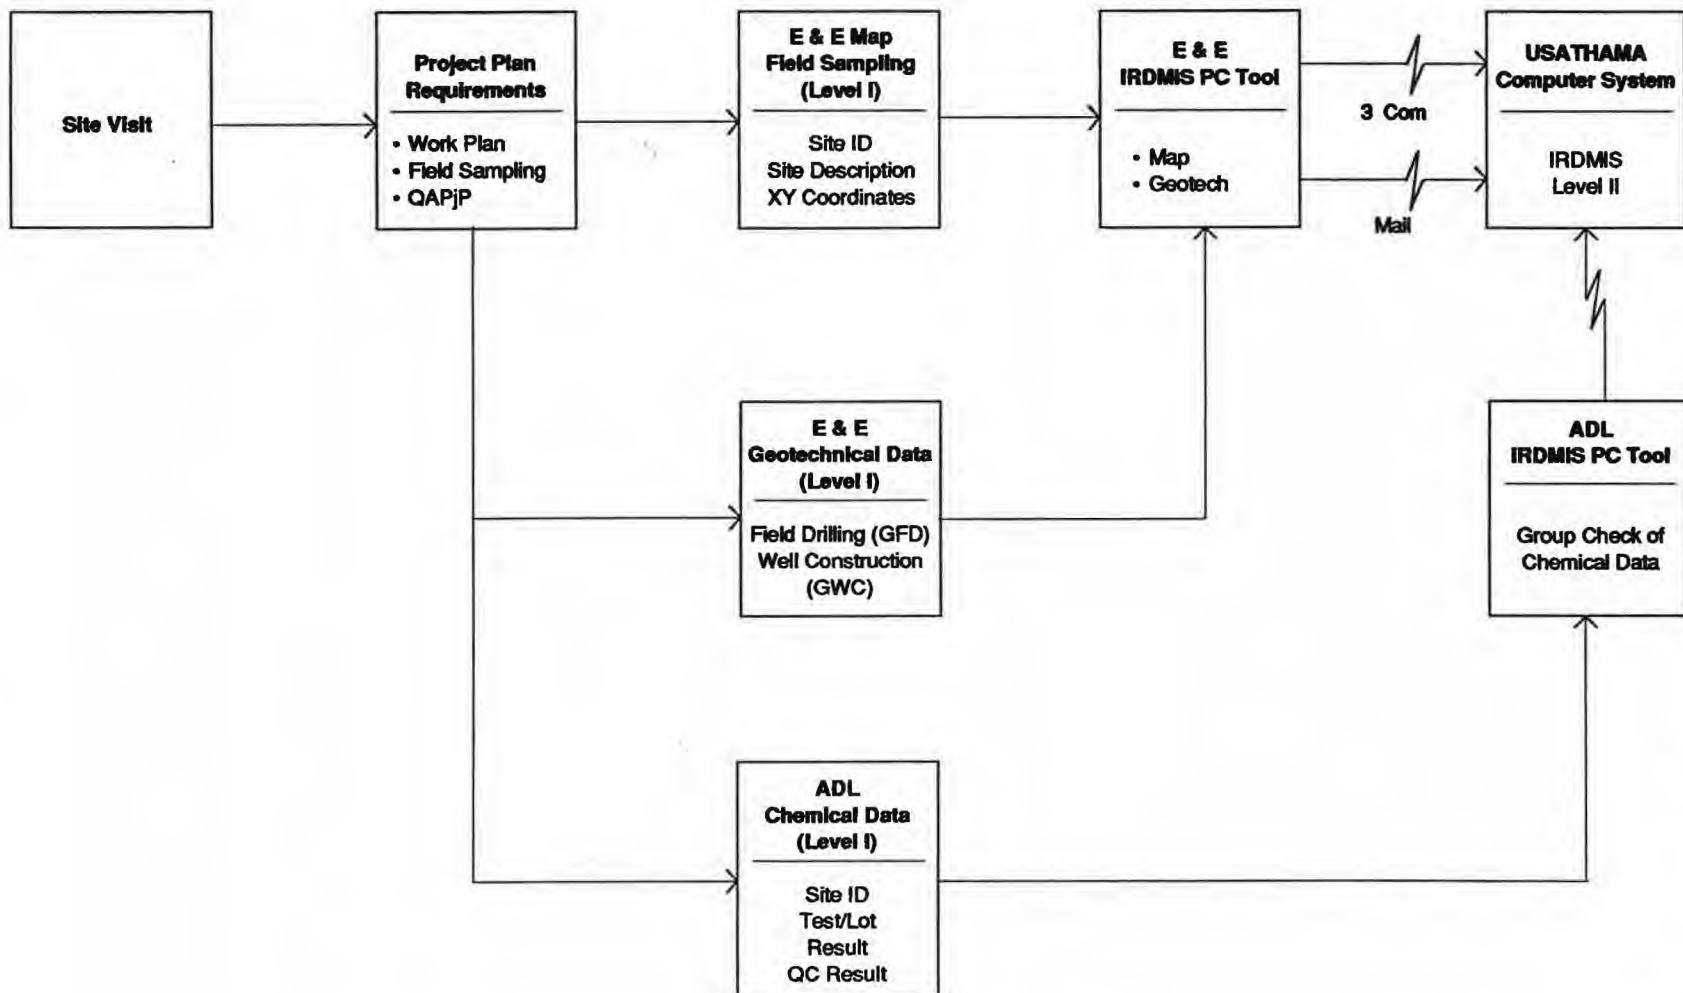 Site Visit
Project Plan
Requirements
• Work Plan
• Field Sampling
• QAPjP
E & E Map
Field Sampling
(Level I)
Site ID
Site Description
XY Coordinates
E & E
IRDMIS PC Tool
• Map
• Geotech
3 Com
Mail
USATHAMA
Computer System
IRDMIS
Level II
E & E
Geotechnical Data
(Level I)
Field Drilling (GFD)
Well Construction
(GWC)
ADL
IRDMIS PC Tool
Group Check of
Chemical Data
ADL
Chemical Data
(Level I)
Site ID
Test/Lot
Result
QC Result